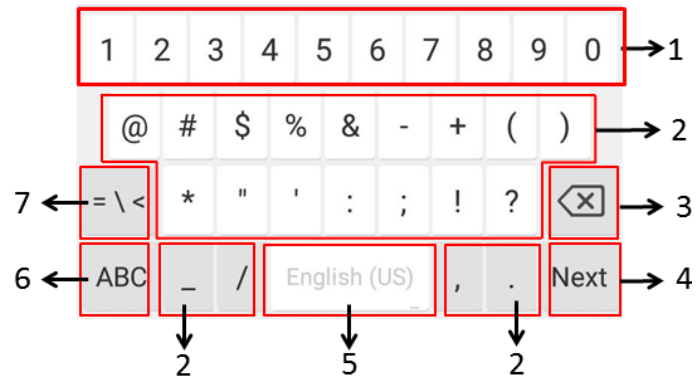 1 2 3 4 5 6 7 8 9 0 1
@ # $ % & - + ( ) 2
7 = \ < * " ' : ; ! ? 3
6 ABC _ / English (US) , . Next 4
2 5 2